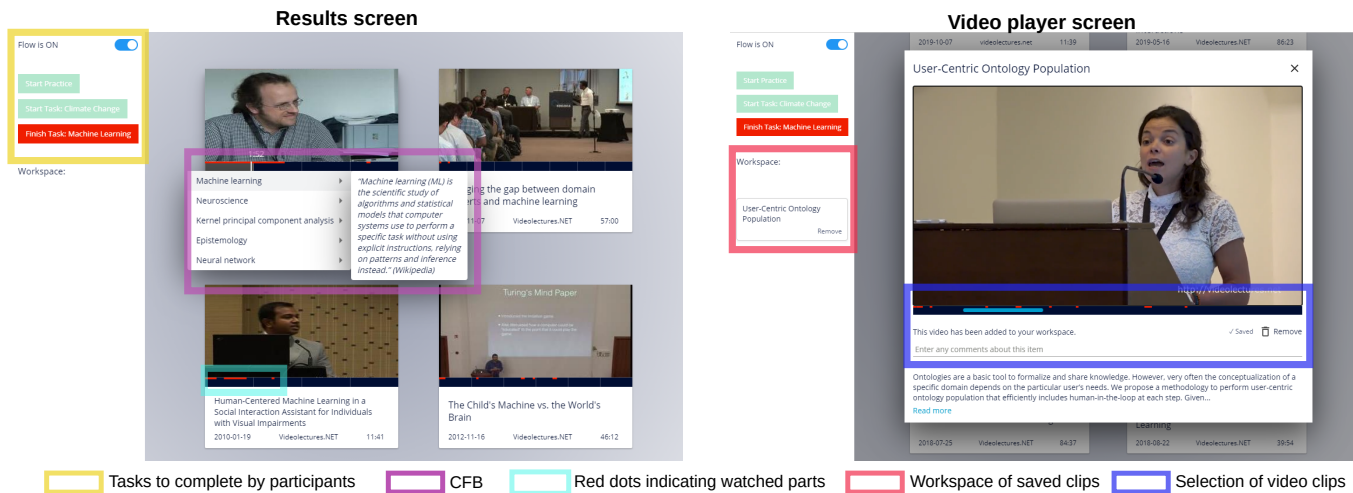 Results screen
Flow is ON
Start Practice
Start Task: Climate Change
Finish Task: Machine Learning
Workspace:
1:52
Machine learning
Neuroscience
Kernel principal component analysis
Epistemology
Neural network
"Machine learning (ML) is
the scientific study of
algorithms and statistical
models that computer
systems use to perform a
specific task without using
explicit instructions, relying
on patterns and inference
instead." (Wikipedia)
ging the gap between domain
erts and machine learning
11-07 Videolectures.NET 57:00
Human-Centered Machine Learning in a
Social Interaction Assistant for Individuals
with Visual Impairments
2010-01-19 Videolectures.NET 11:41
Turing's Mind Paper
The Child's Machine vs. the World's
Brain
2012-11-16 Videolectures.NET 46:12
Video player screen
Flow is ON
Start Practice
Start Task: Climate Change
Finish Task: Machine Learning
Workspace:
User-Centric Ontology
Population
Remove
2019-10-07 videolectures.net 11:39
2019-05-16 Videolectures.NET 86:23
User-Centric Ontology Population
×
This video has been added to your workspace.
✓ Saved Remove
Enter any comments about this item
Ontologies are a basic tool to formalize and share knowledge. However, very often the conceptualization of a
specific domain depends on the particular user's needs. We propose a methodology to perform user-centric
ontology population that efficiently includes human-in-the-loop at each step. Given...
Read more
Learning
2018-07-25 Videolectures.NET 84:37
2018-08-22 Videolectures.NET 39:54
Tasks to complete by participants
CFB
Red dots indicating watched parts
Workspace of saved clips
Selection of video clips